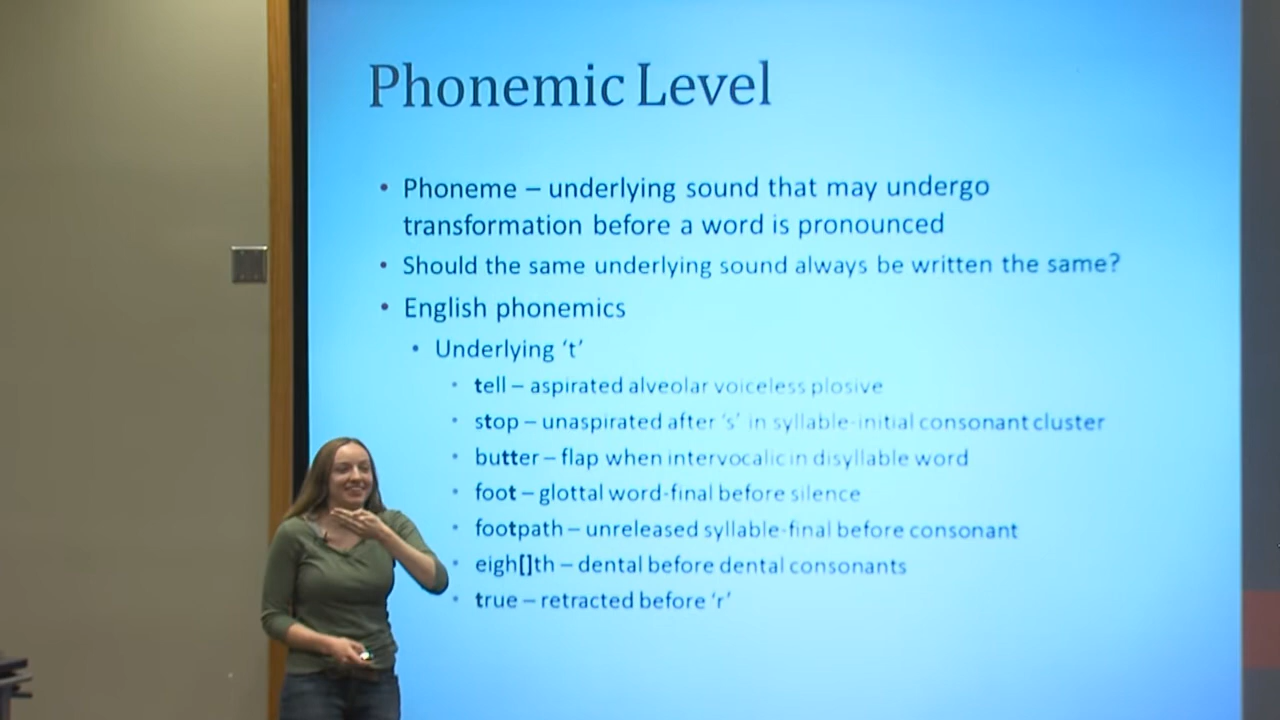 Phonemic Level
• Phoneme – underlying sound that may undergo
transformation before a word is pronounced
• Should the same underlying sound always be written the same?
• English phonemics
• Underlying ‘t’
• tell – aspirated alveolar voiceless plosive
• stop – unaspirated after ‘s’ in syllable-initial consonant cluster
• butter – flap when intervocalic in disyllable word
• foot – glottal word-final before silence
• footpath – unreleased syllable-final before consonant
• eigh[]th – dental before dental consonants
• true – retracted before ‘r’